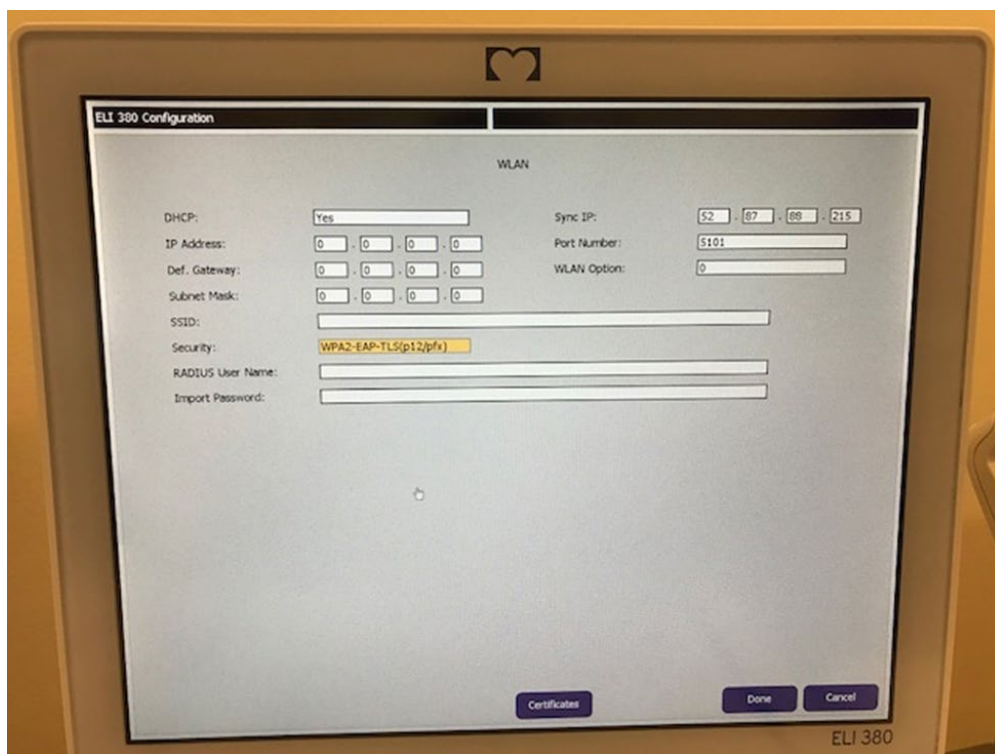 ELI 380 Configuration
WLAN
DHCP: Yes
IP Address: 0 . 0 . 0 . 0
Def. Gateway: 0 . 0 . 0 . 0
Subnet Mask: 0 . 0 . 0 . 0
SSID:
Security: WPA2-EAP-TLS(p12/pfx)
RADIUS User Name:
Import Password:
Sync IP: 52 . 87 . 88 . 215
Port Number: 5101
WLAN Option: 0
Certificates
Done
Cancel
ELI 380